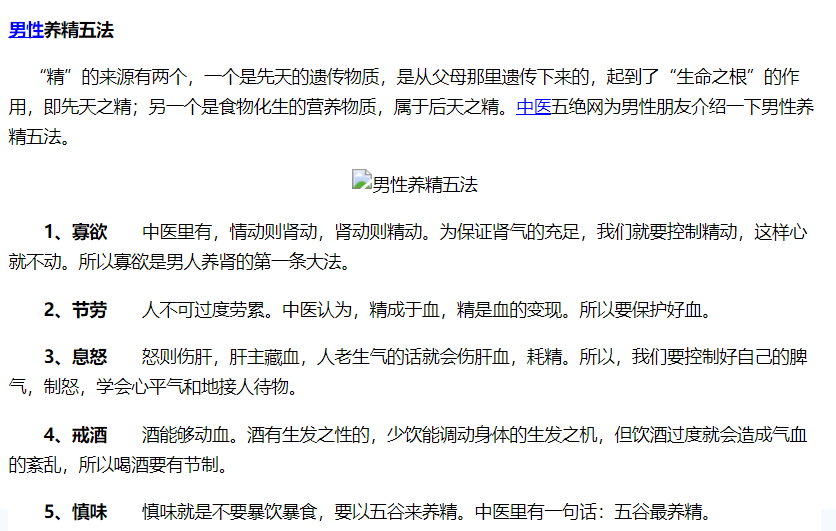 男性养精五法
“精”的来源有两个，一个是先天的遗传物质，是从父母那里遗传下来的，起到了“生命之根”的作
用，即先天之精；另一个是食物化生的营养物质，属于后天之精。中医五绝网为男性朋友介绍一下男性养
精五法。
男性养精五法
1、寡欲　　中医里有，情动则肾动，肾动则精动。为保证肾气的充足，我们就要控制精动，这样心
就不动。所以寡欲是男人养肾的第一条大法。
2、节劳　　人不可过度劳累。中医认为，精成于血，精是血的变现。所以要保护好血。
3、息怒　　怒则伤肝，肝主藏血，人老生气的话就会伤肝血，耗精。所以，我们要控制好自己的脾
气，制怒，学会心平气和地接人待物。
4、戒酒　　酒能够动血。酒有生发之性的，少饮能调动身体的生发之机，但饮酒过度就会造成气血
的紊乱，所以喝酒要有节制。
5、慎味　　慎味就是不要暴饮暴食，要以五谷来养精。中医里有一句话：五谷最养精。